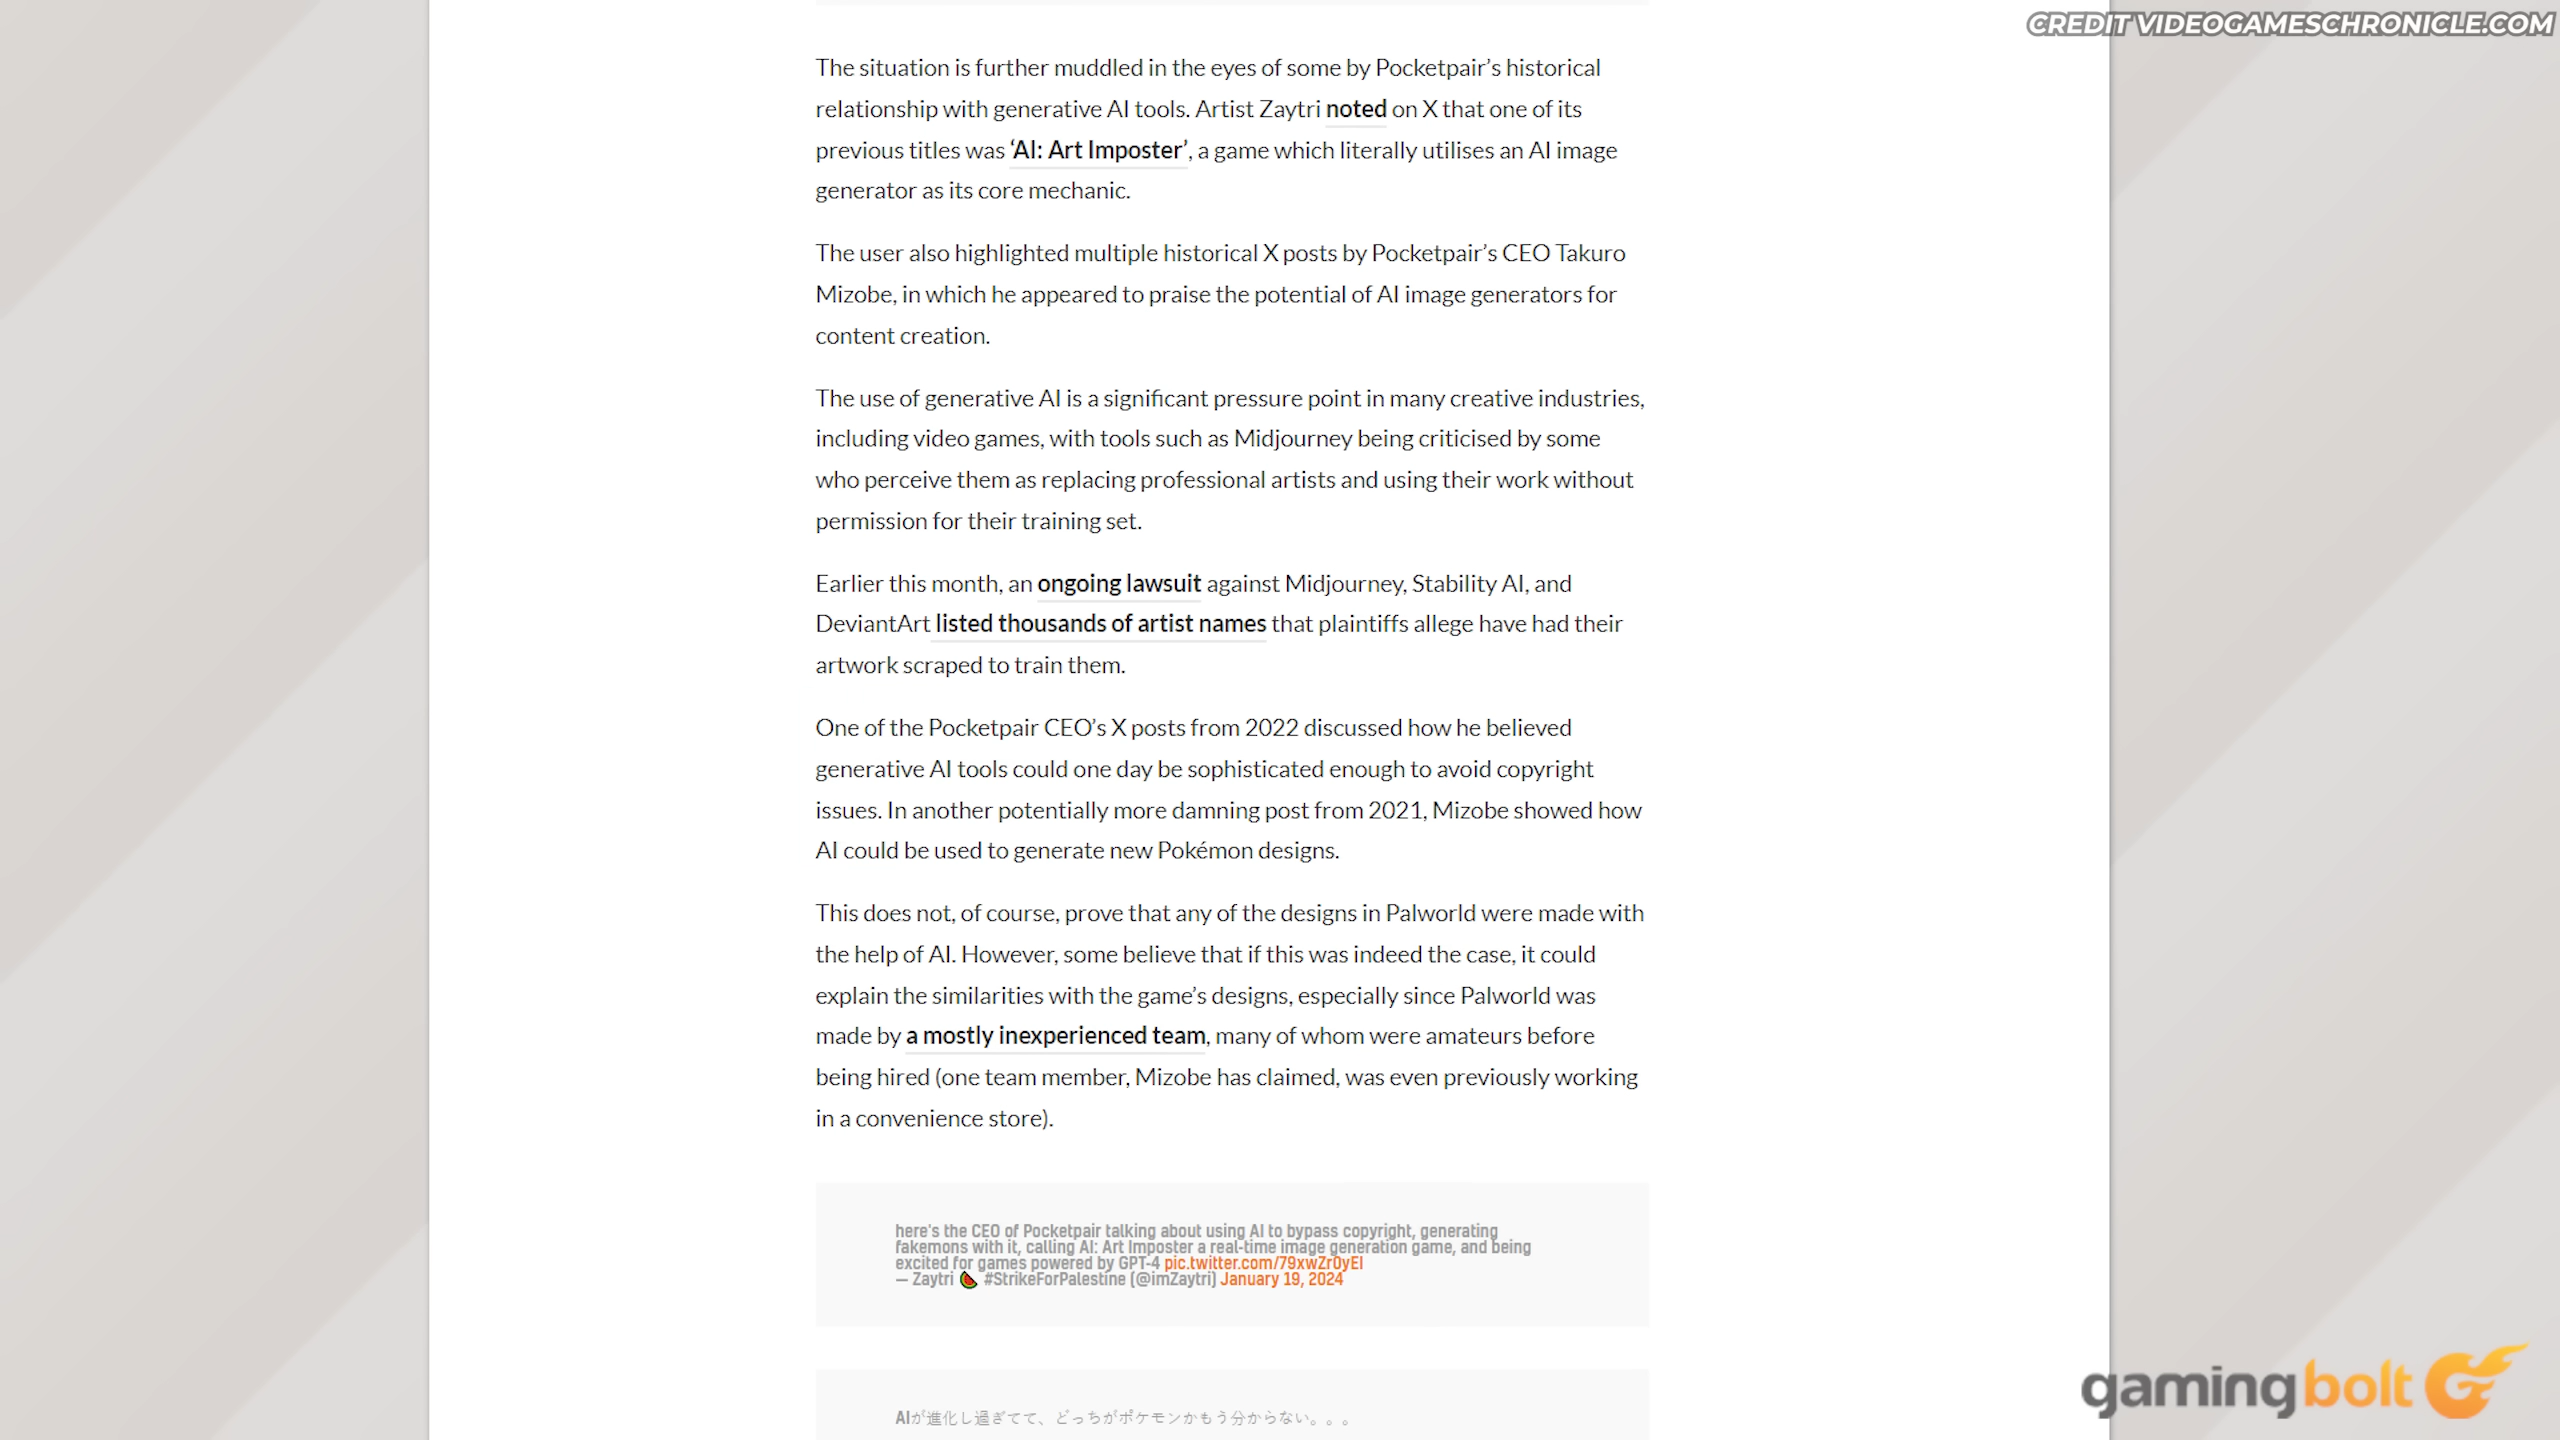 CREDIT VIDEOGAMESCHRONICLE.COM
The situation is further muddled in the eyes of some by Pocketpair’s historical
relationship with generative AI tools. Artist Zaytri noted on X that one of its
previous titles was ‘AI: Art Imposter’, a game which literally utilises an AI image
generator as its core mechanic.
The user also highlighted multiple historical X posts by Pocketpair’s CEO Takuro
Mizobe, in which he appeared to praise the potential of AI image generators for
content creation.
The use of generative AI is a significant pressure point in many creative industries,
including video games, with tools such as Midjourney being criticised by some
who perceive them as replacing professional artists and using their work without
permission for their training set.
Earlier this month, an ongoing lawsuit against Midjourney, Stability AI, and
DeviantArt listed thousands of artist names that plaintiffs allege have had their
artwork scraped to train them.
One of the Pocketpair CEO’s X posts from 2022 discussed how he believed
generative AI tools could one day be sophisticated enough to avoid copyright
issues. In another potentially more damning post from 2021, Mizobe showed how
AI could be used to generate new Pokémon designs.
This does not, of course, prove that any of the designs in Palworld were made with
the help of AI. However, some believe that if this was indeed the case, it could
explain the similarities with the game’s designs, especially since Palworld was
made by a mostly inexperienced team, many of whom were amateurs before
being hired (one team member, Mizobe has claimed, was even previously working
in a convenience store).
here's the CEO of Pocketpair talking about using AI to bypass copyright, generating
fakemons with it, calling AI: Art Imposter a real-time image generation game, and being
excited for games powered by GPT-4 pic.twitter.com/79xwZr0yEI
— Zaytri 🍉 #StrikeForPalestine (@imZaytri) January 19, 2024
AIが進化し過ぎてて、どっちがポケモンかもう分からない。。。
gamingbolt